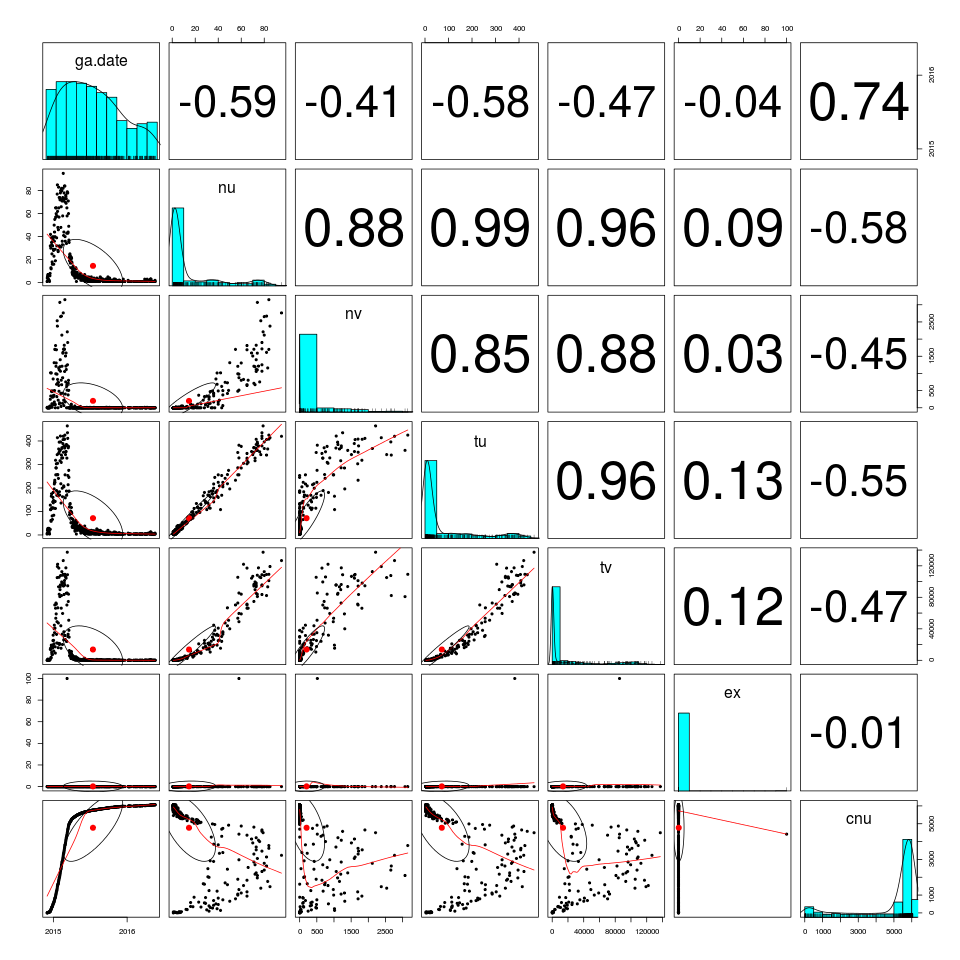 0 20 40 60 80
0 100 200 300 400
0 20 40 60 80 100
ga.date
-0.59
-0.41
-0.58
-0.47
-0.04
0.74
2015 2016
0 20 40 60 80
nu
0.88
0.99
0.96
0.09
-0.58
nv
0.85
0.88
0.03
-0.45
0 500 1500 2500
0 100 200 300 400
tu
0.96
0.13
-0.55
tv
0.12
-0.47
0 40000 80000 120000
0 20 40 60 80 100
ex
-0.01
cnu
0 1000 3000 5000
2015 2016
0 500 1500 2500
0 40000 80000 120000
0 1000 3000 5000